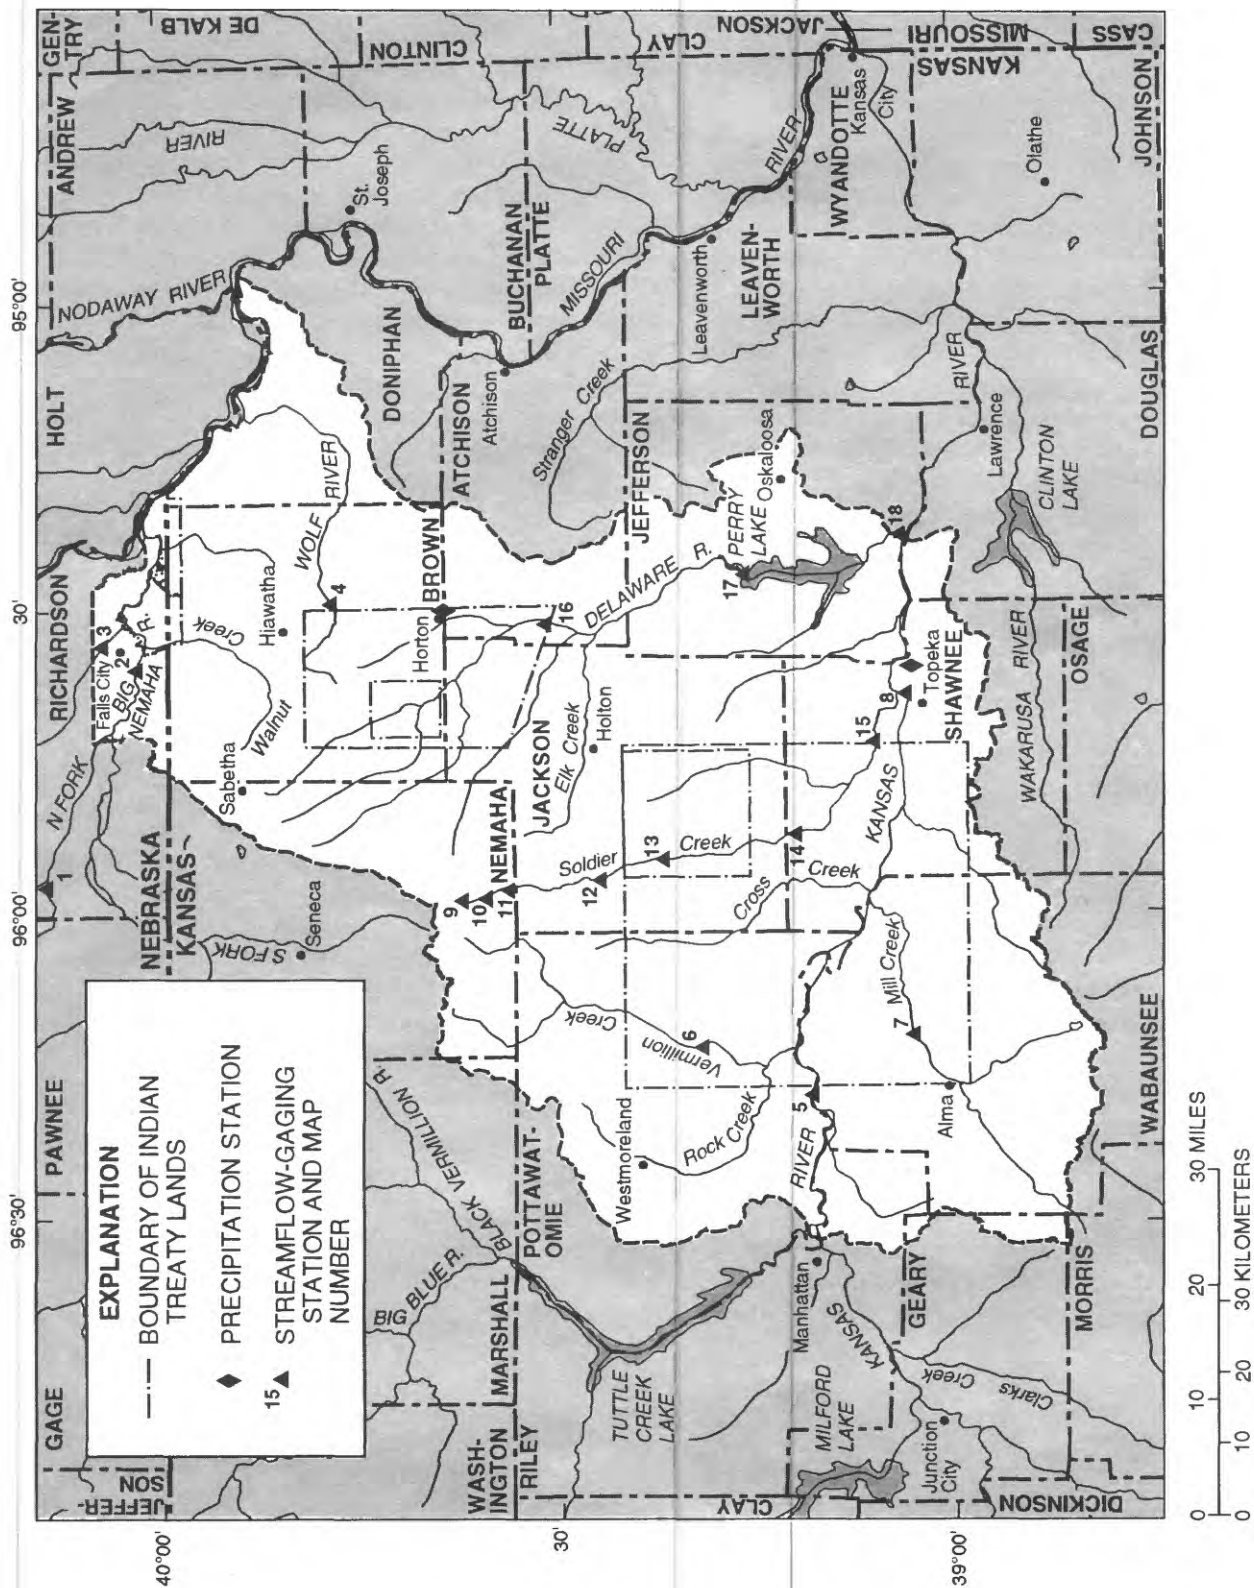 96°30'
96°00'
30'
95°00'
40°00'
30'
39°00'
EXPLANATION
BOUNDARY OF INDIAN
TREATY LANDS
PRECIPITATION STATION
15
STREAMFLOW-GAGING
STATION AND MAP
NUMBER
JEFFER-
SON
GAGE
PAWNEE
RICHARDSON
HOLT
ANDREW
GEN-
TRY
DE KALB
CLINTON
CLAY
JACKSON
MISSOURI
KANSAS
CASS
NEBRASKA
KANSAS
N FORK
BIG
NEMAHA
R.
Falls City
1
2
3
NODAWAY RIVER
RIVER
PLATTE
St.
Joseph
S FORK
Seneca
Sabetha
Walnut
Creek
Hiawatha
WOLF
RIVER
4
BROWN
Horton
DONIPHAN
ATCHISON
Atchison
BUCHANAN
PLATTE
MISSOURI
RIVER
BIG BLUE R.
BLACK VERMILLION R.
WASH-
INGTON
MARSHALL
RILEY
POTTAWAT-
OMIE
NEMAHA
9
10
11
12
13
14
Soldier
Creek
JACKSON
Elk Creek
Holton
16
DELAWARE R.
JEFFERSON
Stranger Creek
Leavenworth
LEAVEN-
WORTH
WYANDOTTE
Kansas
City
TUTTLE
CREEK
LAKE
Westmoreland
Rock Creek
Vermillion
Creek
6
Cross
Creek
17
PERRY
LAKE
Oskaloosa
18
CLAY
MILFORD
LAKE
Manhattan
KANSAS
RIVER
5
Mill Creek
7
KANSAS
15
8
Topeka
SHAWNEE
RIVER
Lawrence
Olathe
JOHNSON
Junction
City
GEARY
Clarks
Creek
Alma
WAKARUSA RIVER
CLINTON
LAKE
DICKINSON
MORRIS
WABAUNSEE
OSAGE
DOUGLAS
0 10 20 30 MILES
0 10 20 30 KILOMETERS